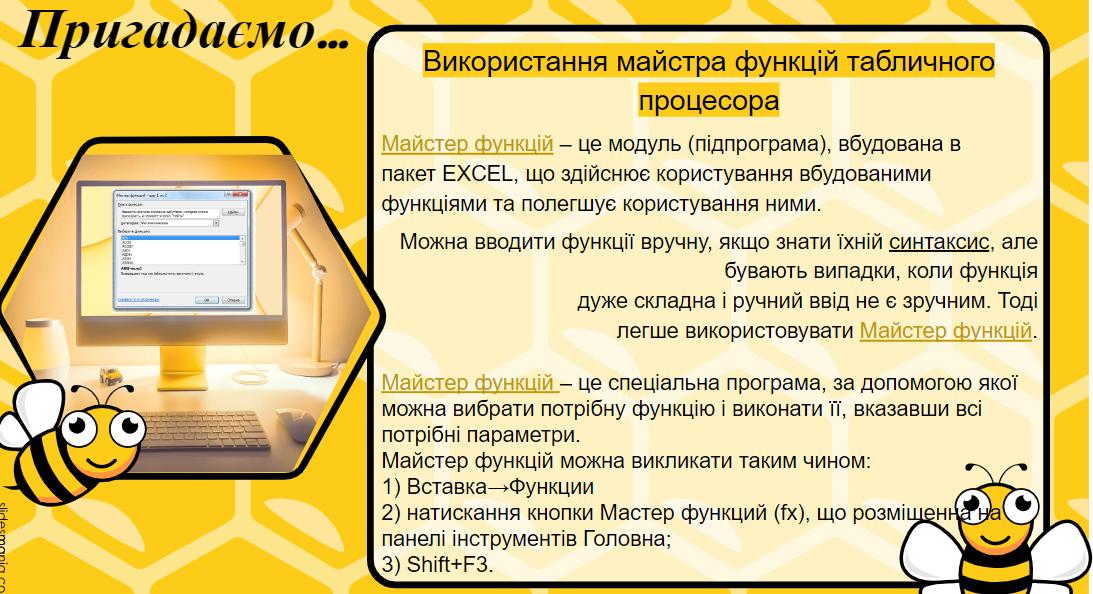 Пригадаємо...
Використання майстра функцій табличного
процесора
Майстер функцій – це модуль (підпрограма), вбудована в
пакет EXCEL, що здійснює користування вбудованими
функціями та полегшує користування ними.
Можна вводити функції вручну, якщо знати їхній синтаксис, але
бувають випадки, коли функція
дуже складна і ручний ввід не є зручним. Тоді
легше використовувати Майстер функцій.
Майстер функцій – це спеціальна програма, за допомогою якої
можна вибрати потрібну функцію і виконати її, вказавши всі
потрібні параметри.
Майстер функцій можна викликати таким чином:
1) Вставка→Функции
2) натискання кнопки Мастер функций (fx), що розміщенна на
панелі інструментів Головна;
3) Shift+F3.